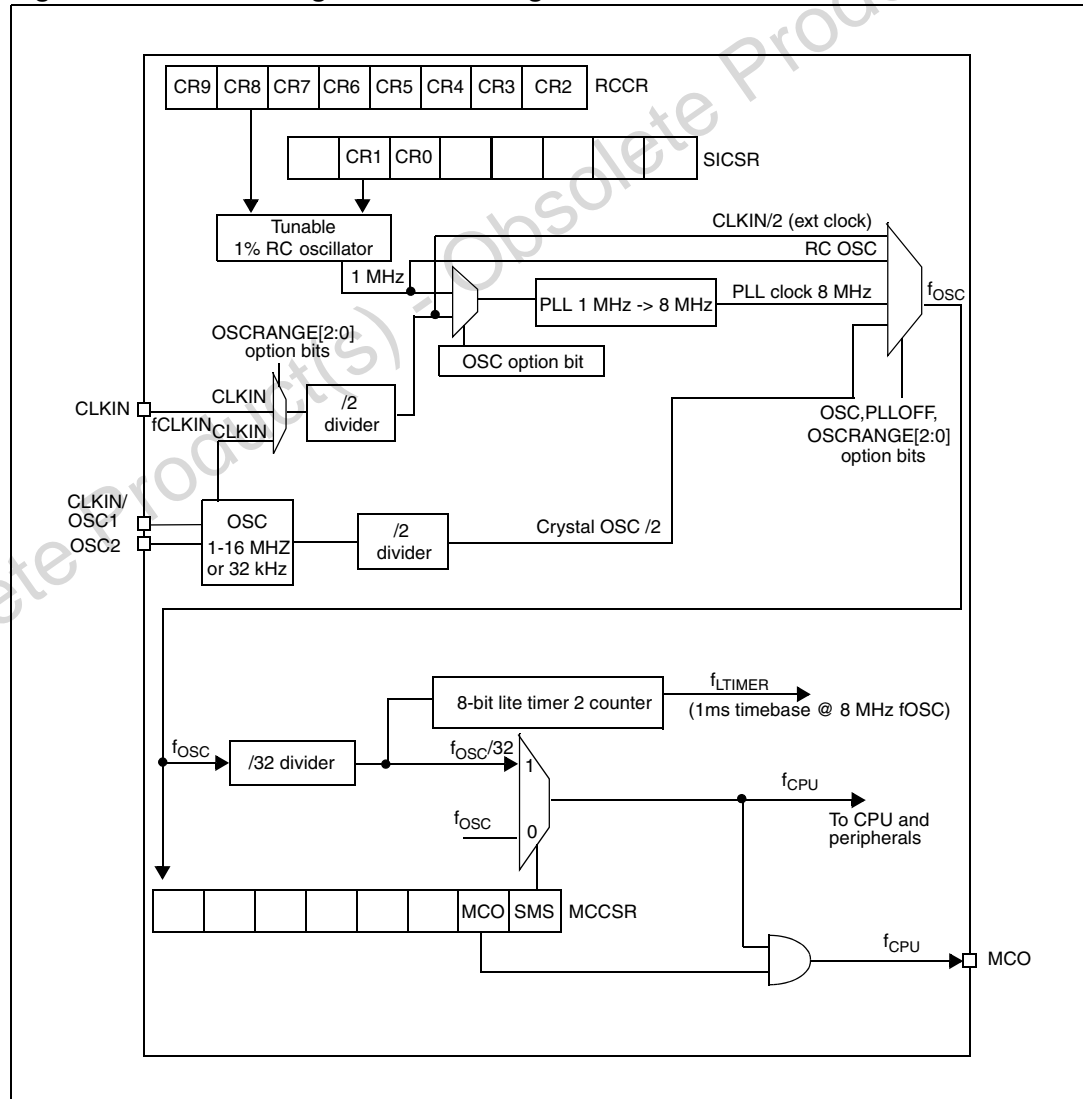 CR9 CR8 CR7 CR6 CR5 CR4 CR3 CR2 RCCR
CR1 CR0 SICSR
Tunable
1% RC oscillator
CLKIN/2 (ext clock)
RC OSC
1 MHz
PLL 1 MHz -> 8 MHz
PLL clock 8 MHz
fOSC
OSC option bit
OSCRANGE[2:0]
option bits
CLKIN
CLKIN
fCLKIN
CLKIN
/2
divider
OSC,PLLOFF,
OSCRANGE[2:0]
option bits
CLKIN/
OSC1
OSC2
OSC
1-16 MHZ
or 32 kHz
/2
divider
Crystal OSC /2
8-bit lite timer 2 counter
fLTIMER
(1ms timebase @ 8 MHz fOSC)
fOSC
/32 divider
fOSC/32
1
fOSC
0
fCPU
To CPU and
peripherals
MCO SMS MCCSR
fCPU
MCO
ete Product(s) - Obsolete Produc